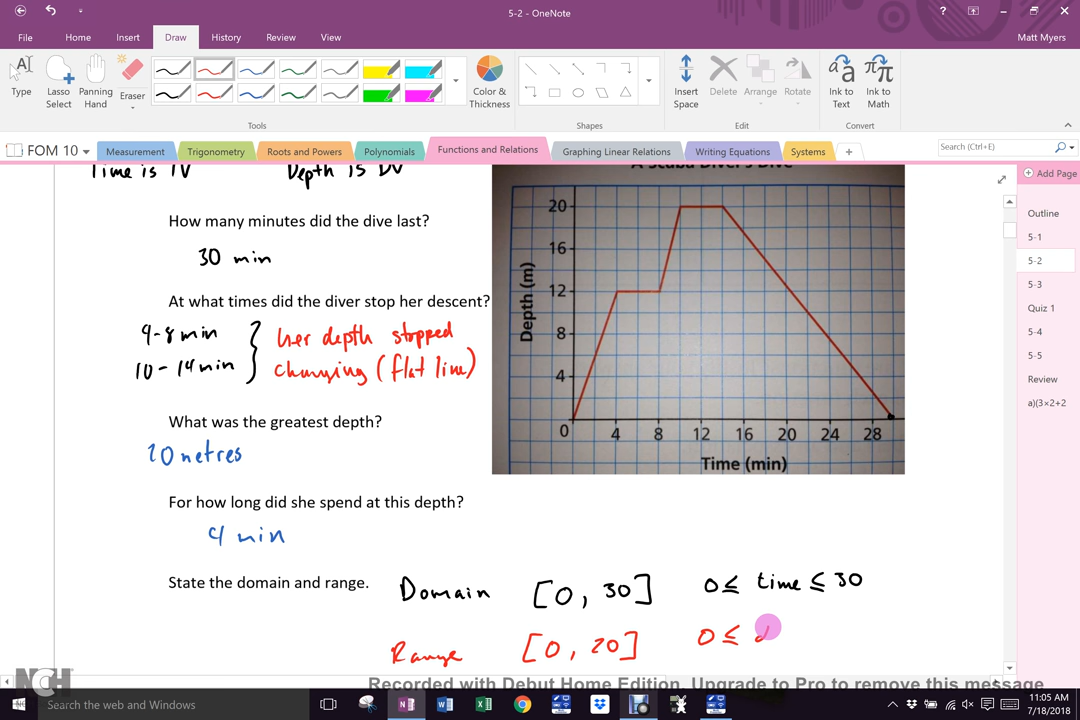 5-2 - OneNote
?
Matt Myers
File Home Insert Draw History Review View
Type
Lasso Select
Panning Hand
Eraser
Color & Thickness
Insert Space
Delete
Arrange
Rotate
Ink to Text
Ink to Math
Tools
Shapes
Edit
Convert
FOM 10
Measurement Trigonometry Roots and Powers Polynomials Functions and Relations Graphing Linear Relations Writing Equations Systems +
Search (Ctrl+E)
Add Page
Outline
5-1
5-2
5-3
Quiz 1
5-4
5-5
Review
a)(3×2+2
Time is IV Depth is DV
A Scuba Diver's Dive
How many minutes did the dive last?
30 min
At what times did the diver stop her descent?
4-8 min
10-14 min
her depth stopped
changing (flat line)
What was the greatest depth?
20 metres
For how long did she spend at this depth?
4 min
Depth (m)
20
16
12
8
4
0 4 8 12 16 20 24 28
Time (min)
State the domain and range.
Domain [0, 30] 0 ≤ time ≤ 30
Range [0, 20] 0 ≤ d
NCH
Recorded with Debut Home Edition. Upgrade to Pro to remove this message
Search the web and Windows
11:05 AM
7/18/2018